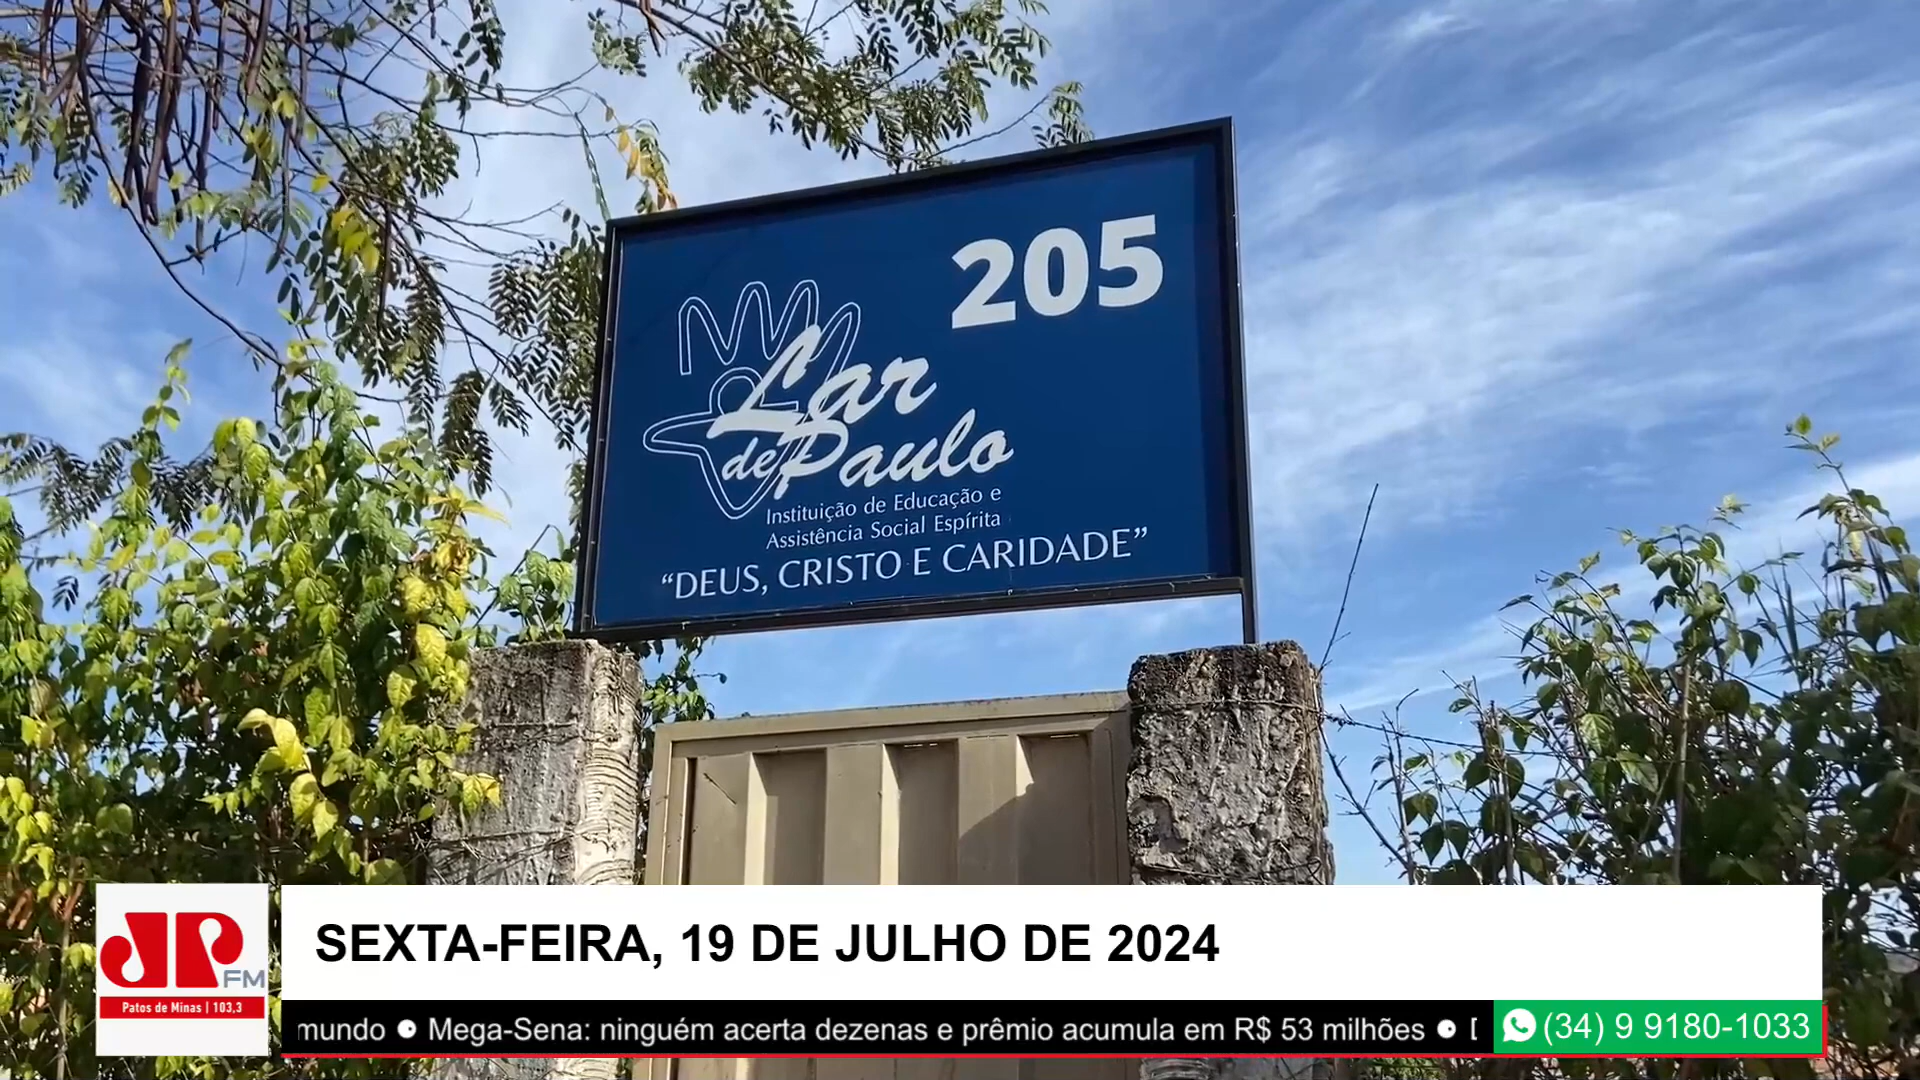 205
Lar
de Paulo
Instituição de Educação e
Assistência Social Espírita
“DEUS, CRISTO E CARIDADE”
JP
FM
Patos de Minas | 103,3
SEXTA-FEIRA, 19 DE JULHO DE 2024
mundo ● Mega-Sena: ninguém acerta dezenas e prêmio acumula em R$ 53 milhões ●
(34) 9 9180-1033